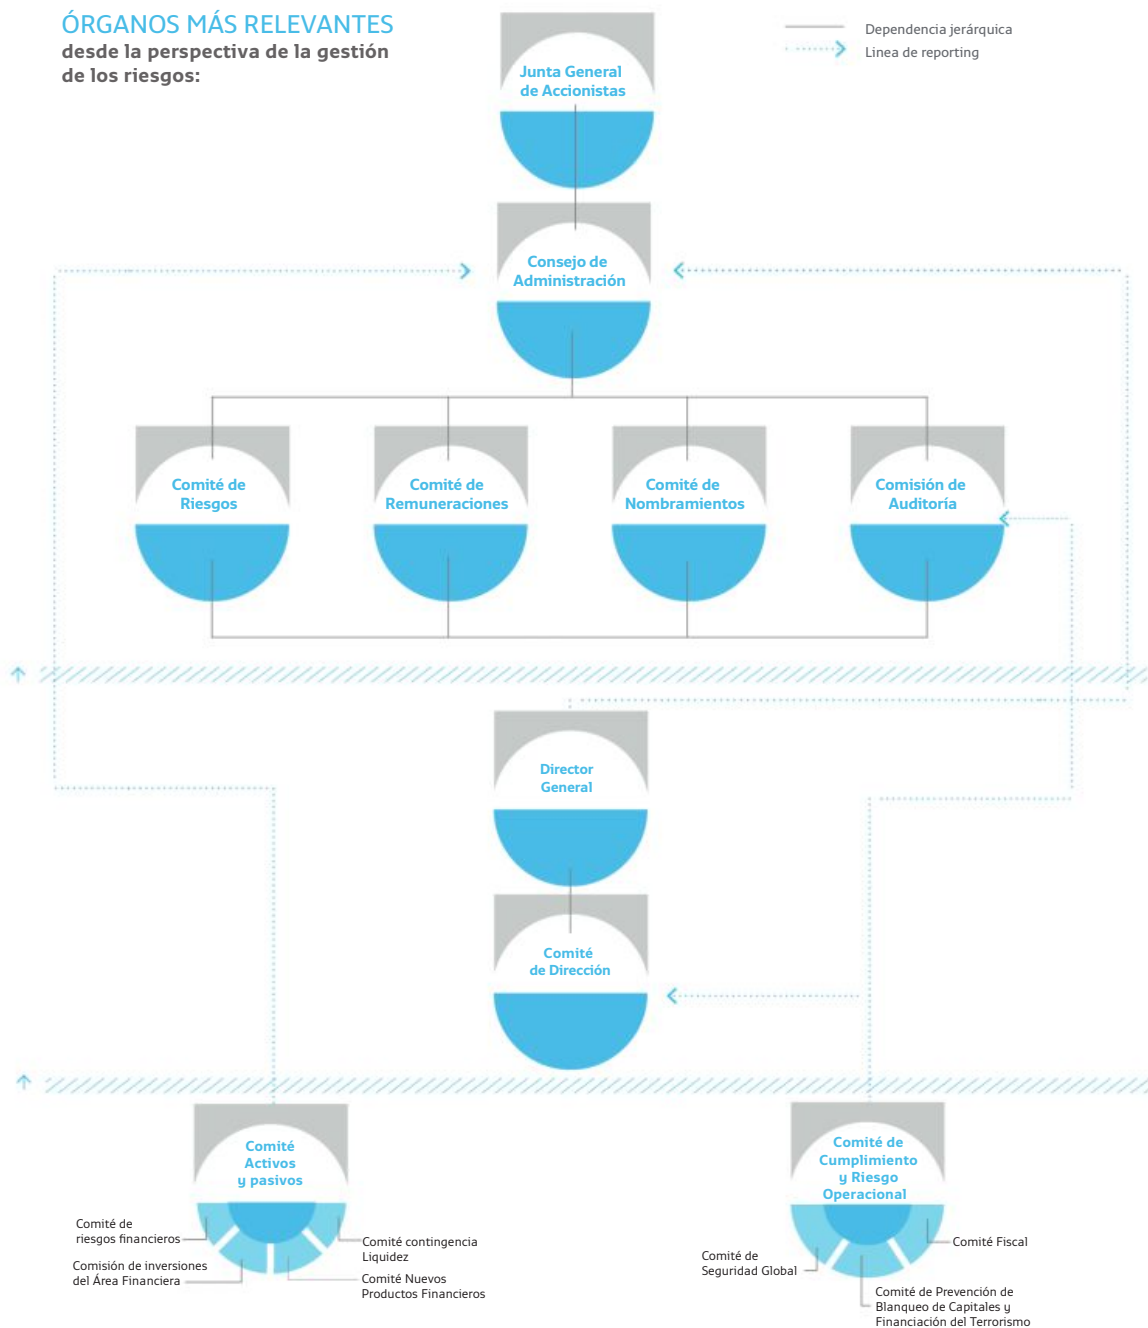 ÓRGANOS MÁS RELEVANTES
desde la perspectiva de la gestión
de los riesgos:
Dependencia jerárquica
Linea de reporting
Junta General
de Accionistas
Consejo de
Administración
Comité de
Riesgos
Comité de
Remuneraciones
Comité de
Nombramientos
Comisión de
Auditoría
Director
General
Comité
de Dirección
Comité
Activos
y pasivos
Comité de
riesgos financieros
Comisión de inversiones
del Área Financiera
Comité contingencia
Liquidez
Comité Nuevos
Productos Financieros
Comité de
Cumplimiento
y Riesgo
Operacional
Comité de
Seguridad Global
Comité Fiscal
Comité de Prevención de
Blanqueo de Capitales y
Financiación del Terrorismo